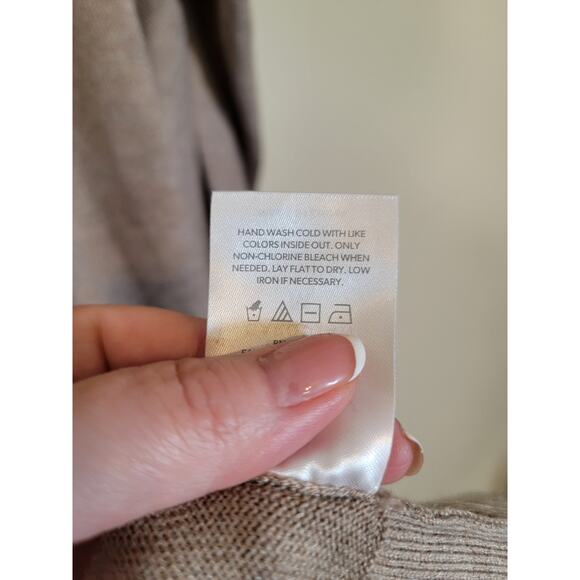 HAND WASH COLD WITH LIKE
COLORS INSIDE OUT. ONLY
NON-CHLORINE BLEACH WHEN
NEEDED. LAY FLAT TO DRY. LOW
IRON IF NECESSARY.